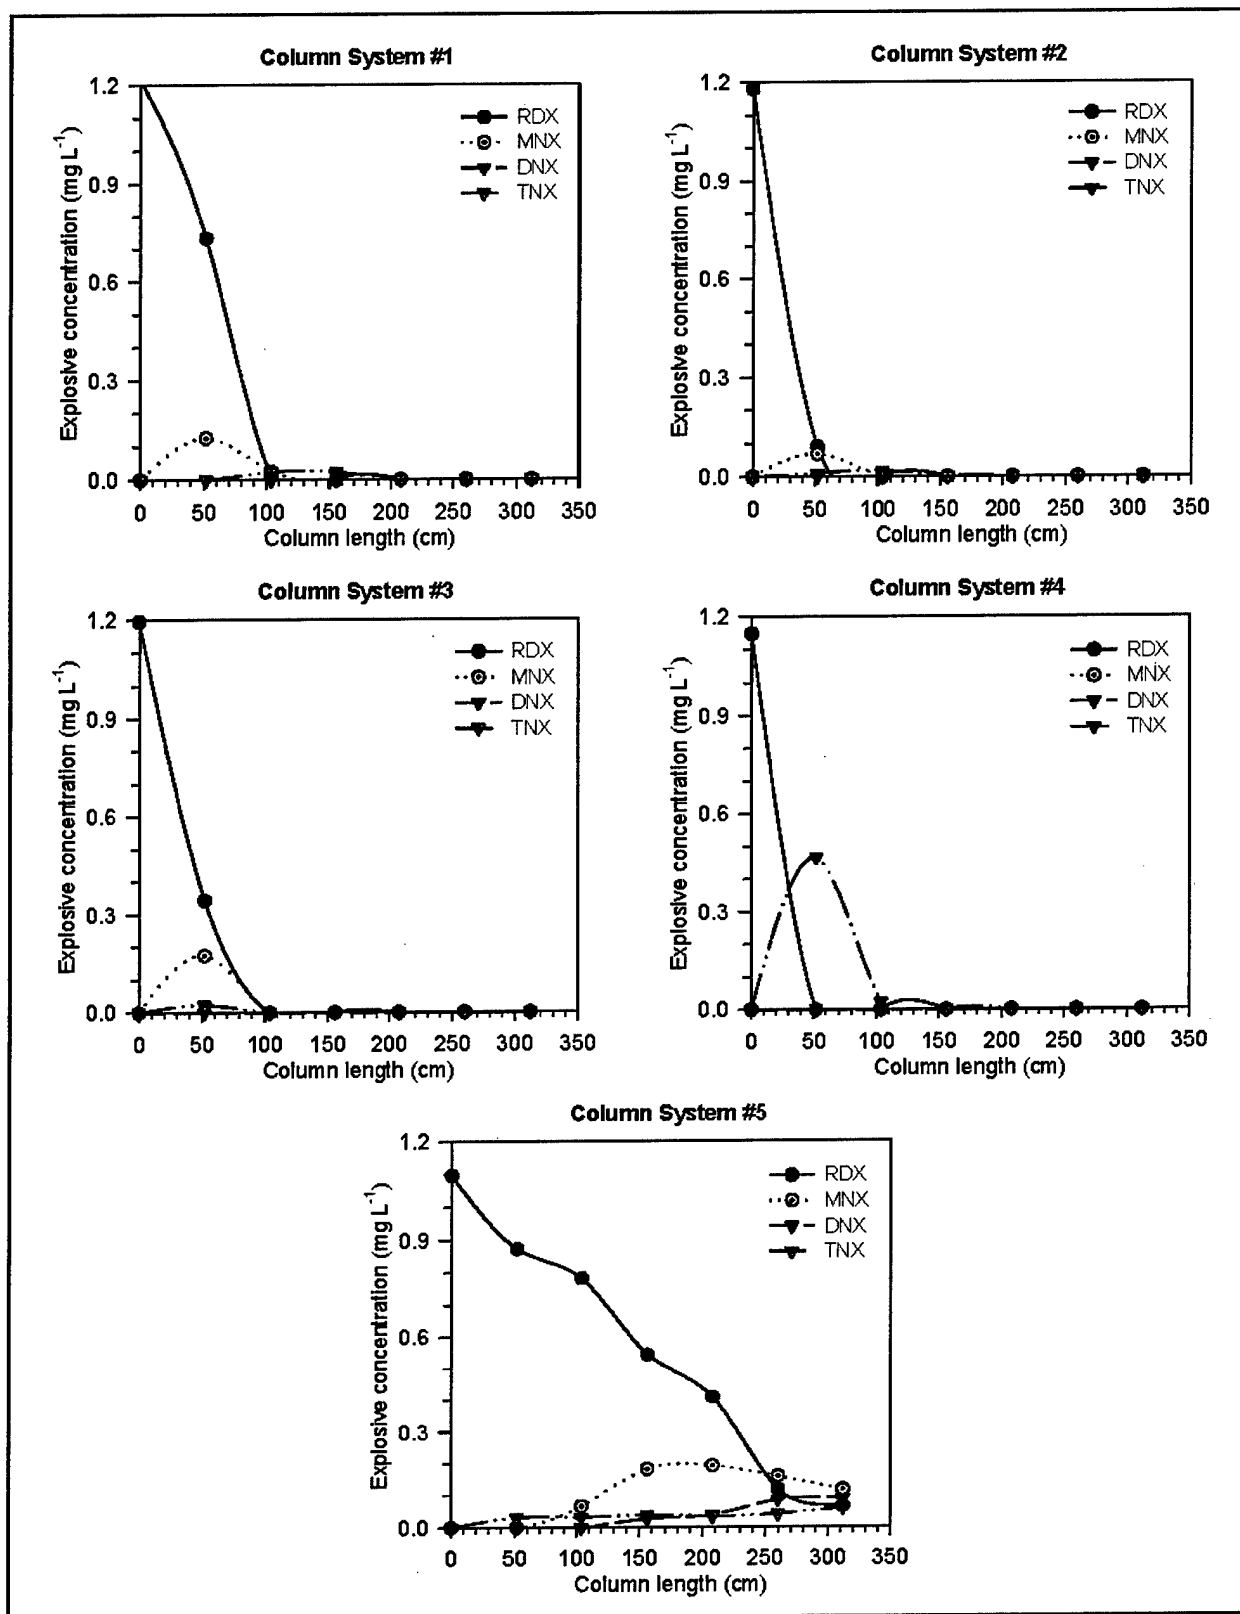 Column System #1
Explosive concentration (mg L⁻¹)
1.2
0.9
0.6
0.3
0.0
RDX
MNX
DNX
TNX
0 50 100 150 200 250 300 350
Column length (cm)
Column System #2
Explosive concentration (mg L⁻¹)
1.2
0.9
0.6
0.3
0.0
RDX
MNX
DNX
TNX
0 50 100 150 200 250 300 350
Column length (cm)
Column System #3
Explosive concentration (mg L⁻¹)
1.2
0.9
0.6
0.3
0.0
RDX
MNX
DNX
TNX
0 50 100 150 200 250 300 350
Column length (cm)
Column System #4
Explosive concentration (mg L⁻¹)
1.2
0.9
0.6
0.3
0.0
RDX
MNX
DNX
TNX
0 50 100 150 200 250 300 350
Column length (cm)
Column System #5
Explosive concentration (mg L⁻¹)
1.2
0.9
0.6
0.3
0.0
RDX
MNX
DNX
TNX
0 50 100 150 200 250 300 350
Column length (cm)